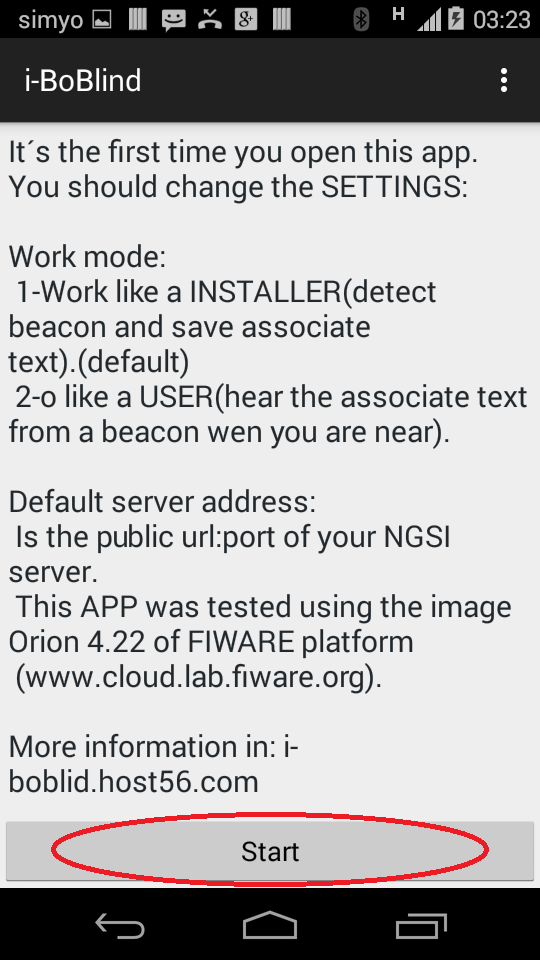 simyo H 03:23
i-BoBlind
It´s the first time you open this app.
You should change the SETTINGS:
Work mode:
1-Work like a INSTALLER(detect
beacon and save associate
text).(default)
2-o like a USER(hear the associate text
from a beacon wen you are near).
Default server address:
Is the public url:port of your NGSI
server.
This APP was tested using the image
Orion 4.22 of FIWARE platform
(www.cloud.lab.fiware.org).
More information in: i-
boblid.host56.com
Start